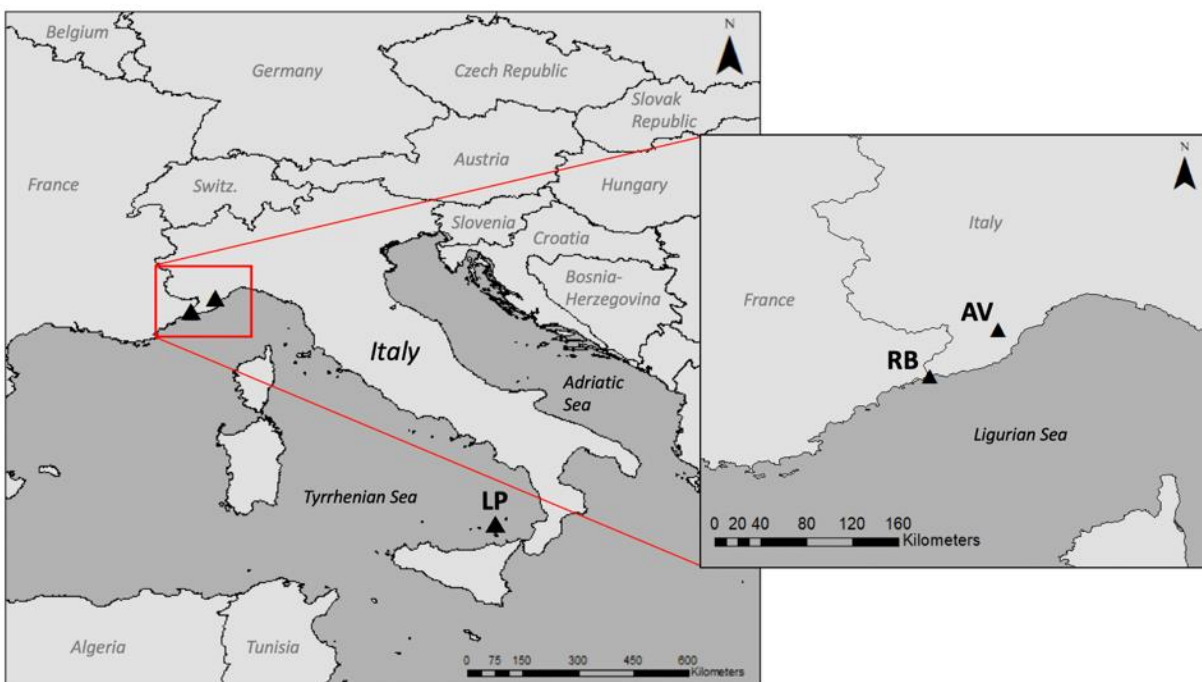 Belgium
N
Germany
Czech Republic
Slovak
Republic
France
Switz.
Austria
Hungary
Slovenia
Croatia
Bosnia-
Herzegovina
Italy
Adriatic
Sea
Tyrrhenian Sea
LP
Algeria
Tunisia
0 75 150 300 450 600
Kilometers
N
Italy
France
AV
RB
Ligurian Sea
0 20 40 80 120 160
Kilometers